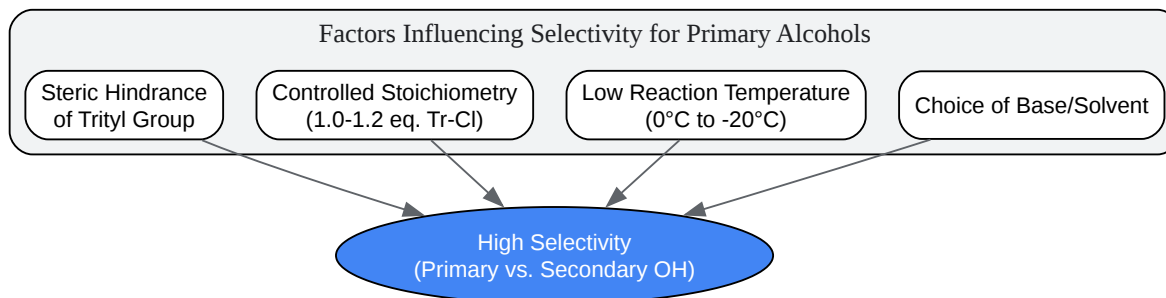 Factors Influencing Selectivity for Primary Alcohols
Steric Hindrance
of Trityl Group
Controlled Stoichiometry
(1.0-1.2 eq. Tr-Cl)
Low Reaction Temperature
(0°C to -20°C)
Choice of Base/Solvent
High Selectivity
(Primary vs. Secondary OH)